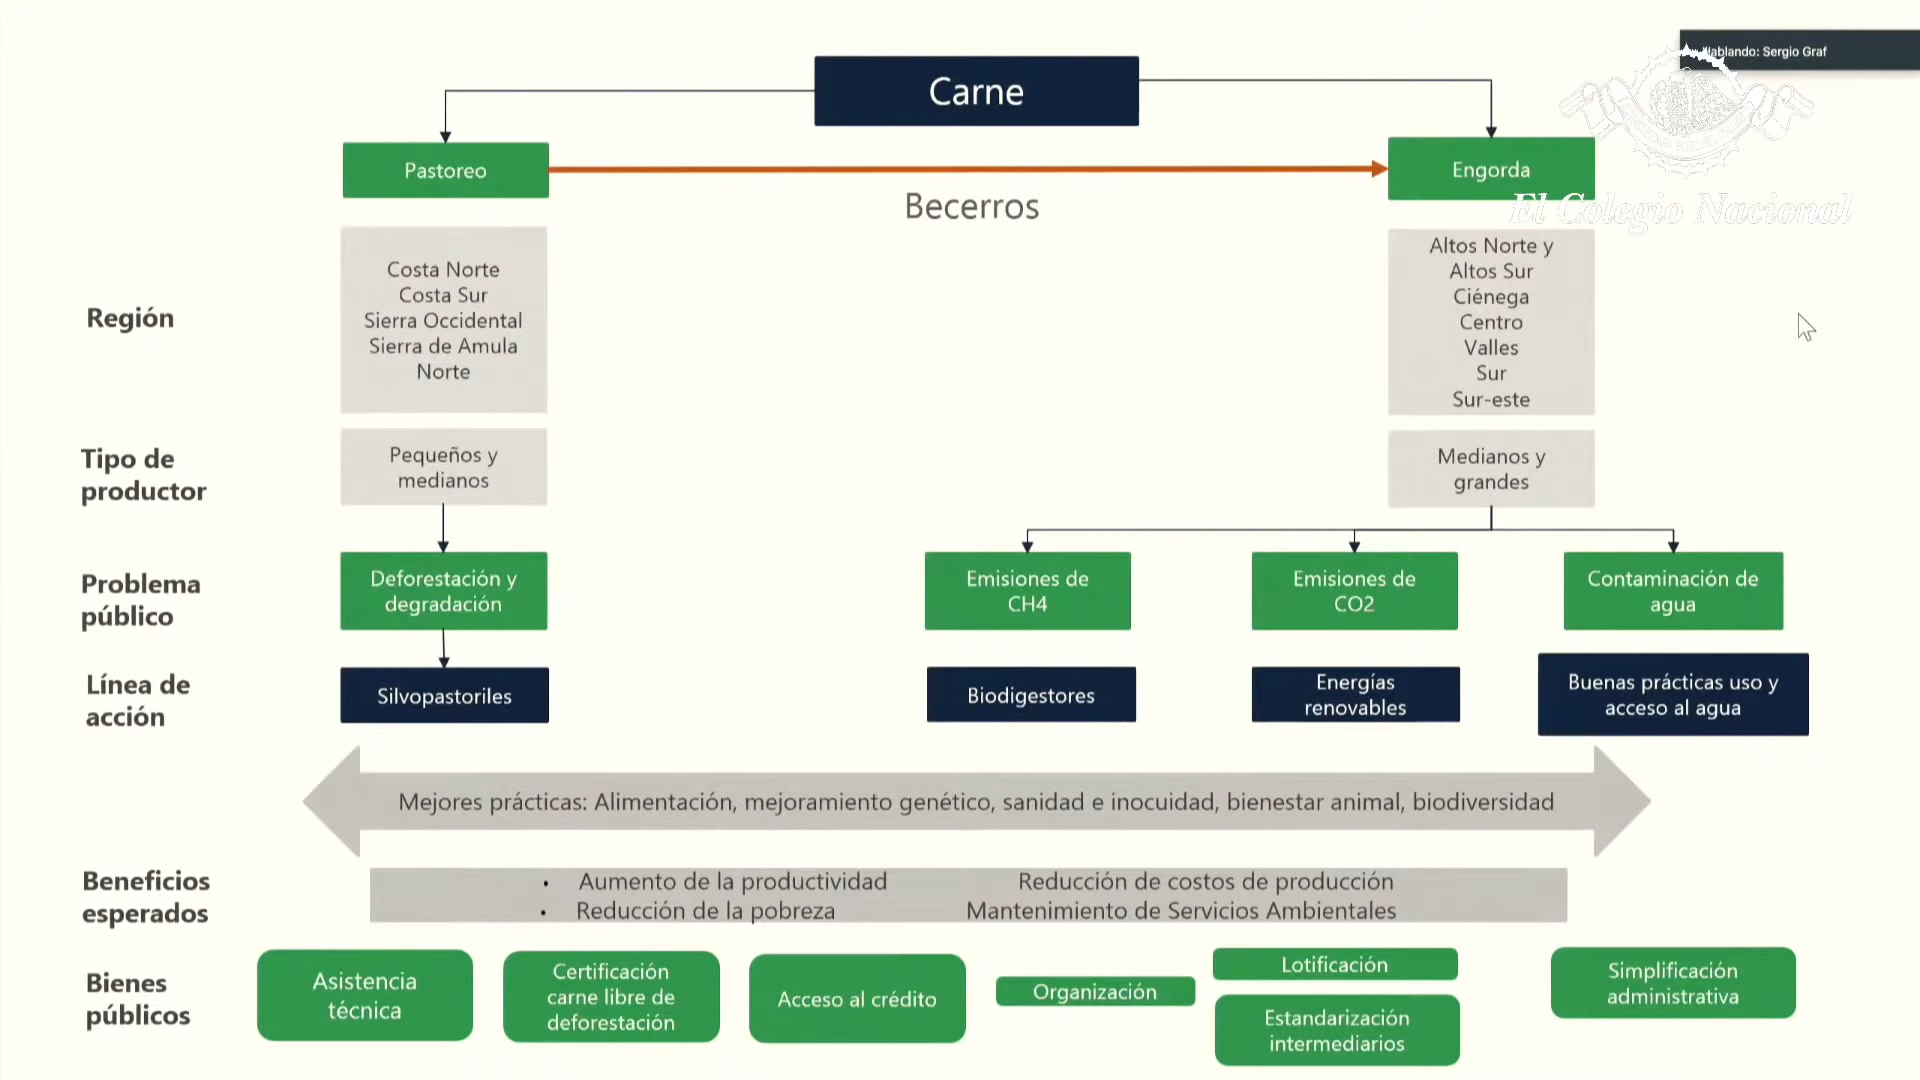 Hablando: Sergio Graf
El Colegio Nacional
Carne
Pastoreo
Becerros
Engorda
Región
Costa Norte
Costa Sur
Sierra Occidental
Sierra de Amula
Norte
Altos Norte y
Altos Sur
Ciénega
Centro
Valles
Sur
Sur-este
Tipo de
productor
Pequeños y
medianos
Medianos y
grandes
Problema
público
Deforestación y
degradación
Emisiones de
CH4
Emisiones de
CO2
Contaminación de
agua
Línea de
acción
Silvopastoriles
Biodigestores
Energías
renovables
Buenas prácticas uso y
acceso al agua
Mejores prácticas: Alimentación, mejoramiento genético, sanidad e inocuidad, bienestar animal, biodiversidad
Beneficios
esperados
• Aumento de la productividad Reducción de costos de producción
• Reducción de la pobreza Mantenimiento de Servicios Ambientales
Bienes
públicos
Asistencia
técnica
Certificación
carne libre de
deforestación
Acceso al crédito
Organización
Lotificación
Estandarización
intermediarios
Simplificación
administrativa